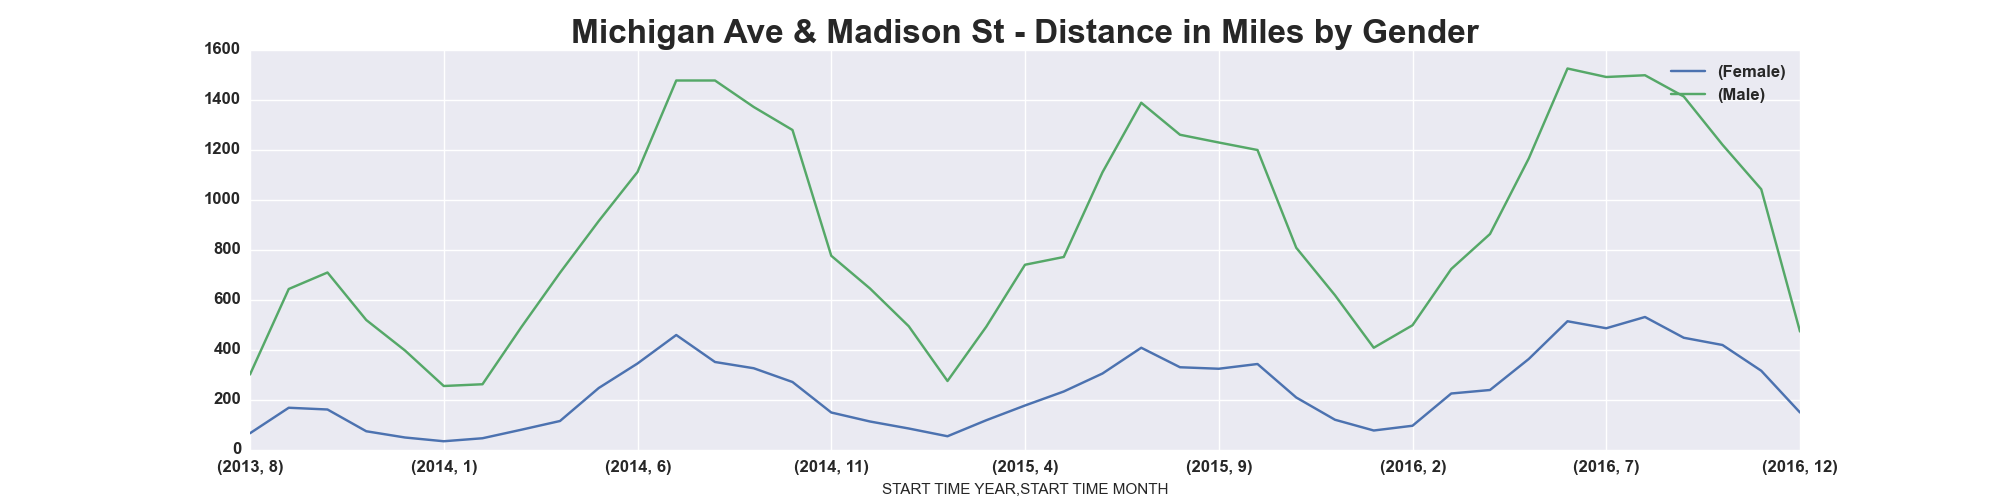 Michigan Ave & Madison St - Distance in Miles by Gender
1600
1400
1200
1000
800
600
400
200
0
(Female)
(Male)
(2013, 8) (2014, 1) (2014, 6) (2014, 11) (2015, 4) (2015, 9) (2016, 2) (2016, 7) (2016, 12)
START TIME YEAR,START TIME MONTH